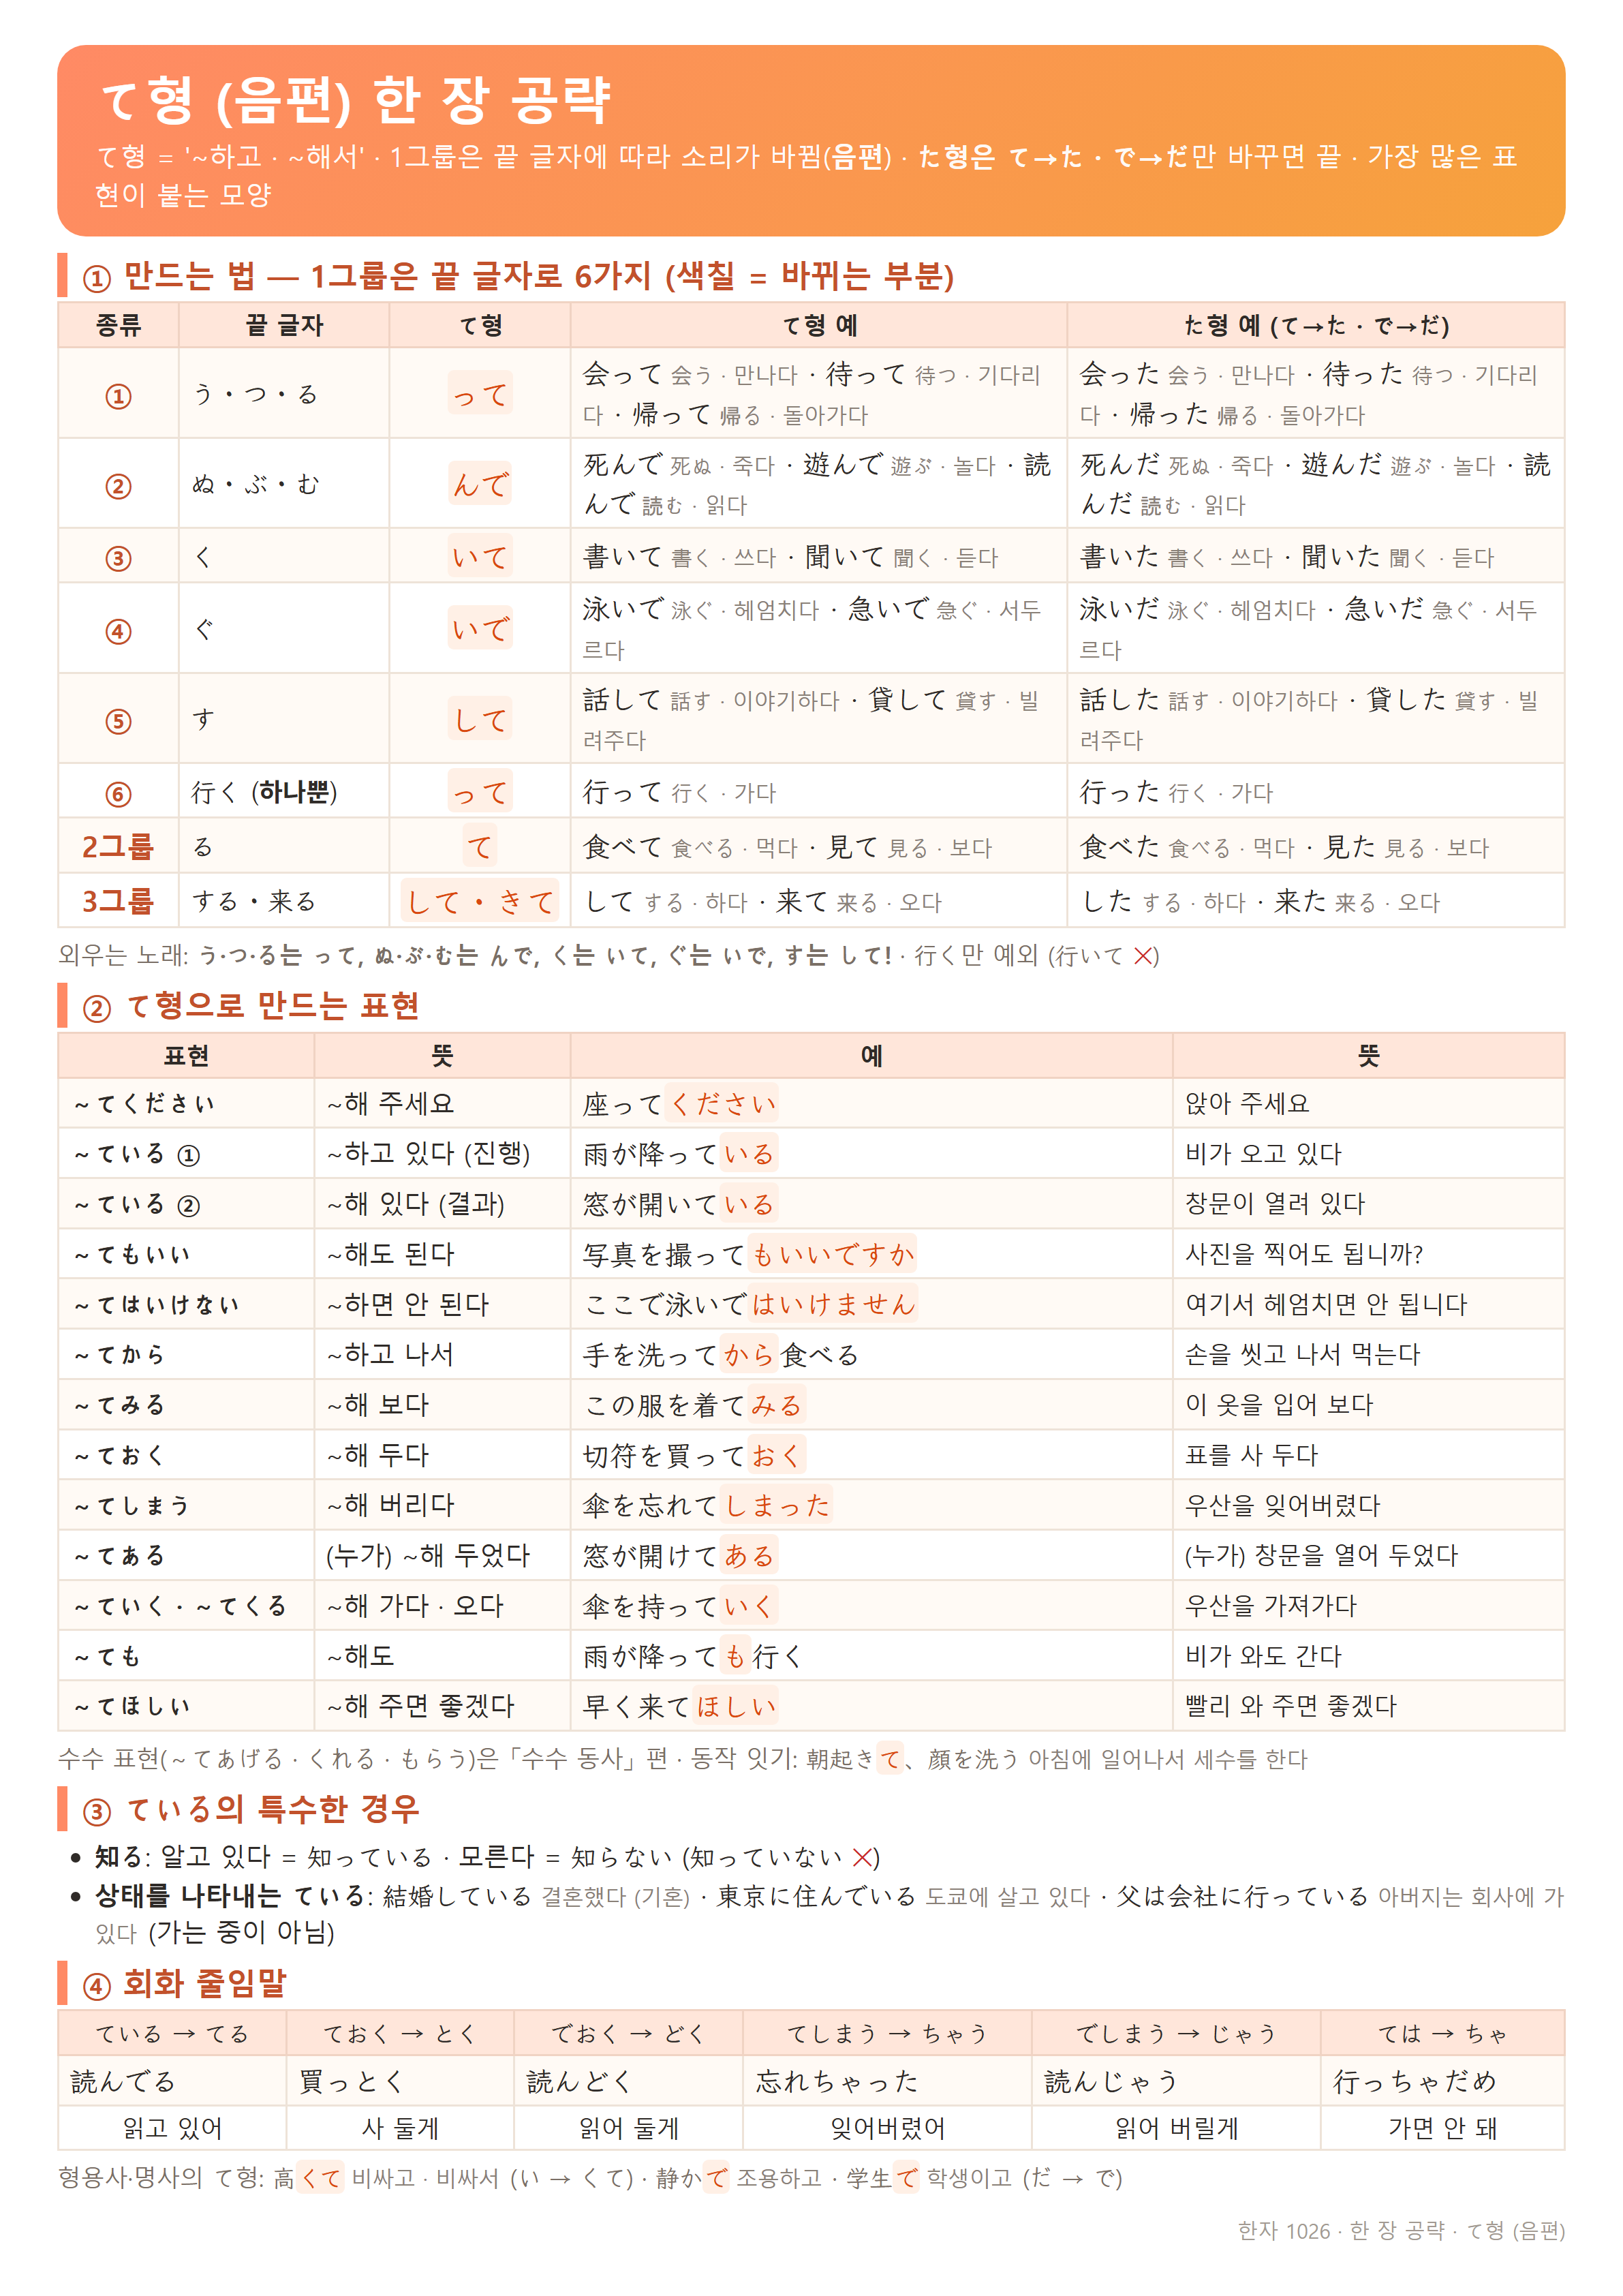 て형 (음편) 한 장 공략
て형 = '~하고 · ~해서' · 1그룹은 끝 글자에 따라 소리가 바뀜(음편) · た형은 て→た · で→だ만 바꾸면 끝 · 가장 많은 표
현이 붙는 모양
① 만드는 법 — 1그룹은 끝 글자로 6가지 (색칠 = 바뀌는 부분)
종류 끝 글자 て형 て형 예 た형 예 (て→た · で→だ)
① う・つ・る って 会って 会う · 만나다 · 待って 待つ · 기다리 会った 会う · 만나다 · 待った 待つ · 기다리
다 · 帰って 帰る · 돌아가다 다 · 帰った 帰る · 돌아가다
② ぬ・ぶ・む んで 死んで 死ぬ · 죽다 · 遊んで 遊ぶ · 놀다 · 読 死んだ 死ぬ · 죽다 · 遊んだ 遊ぶ · 놀다 · 読
んで 読む · 읽다 んだ 読む · 읽다
③ く いて 書いて 書く · 쓰다 · 聞いて 聞く · 듣다 書いた 書く · 쓰다 · 聞いた 聞く · 듣다
④ ぐ いで 泳いで 泳ぐ · 헤엄치다 · 急いで 急ぐ · 서두 泳いだ 泳ぐ · 헤엄치다 · 急いだ 急ぐ · 서두
르다 르다
⑤ す して 話して 話す · 이야기하다 · 貸して 貸す · 빌 話した 話す · 이야기하다 · 貸した 貸す · 빌
려주다 려주다
⑥ 行く (하나뿐) って 行って 行く · 가다 行った 行く · 가다
2그룹 る て 食べて 食べる · 먹다 · 見て 見る · 보다 食べた 食べる · 먹다 · 見た 見る · 보다
3그룹 する・来る して・きて して する · 하다 · 来て 来る · 오다 した する · 하다 · 来た 来る · 오다
외우는 노래: う·つ·る는 って, ぬ·ぶ·む는 んで, く는 いて, ぐ는 いで, す는 して! · 行く만 예외 (行いて ✕)
② て형으로 만드는 표현
표현 뜻 예 뜻
~てください ~해 주세요 座ってください 앉아 주세요
~ている ① ~하고 있다 (진행) 雨が降っている 비가 오고 있다
~ている ② ~해 있다 (결과) 窓が開いている 창문이 열려 있다
~てもいい ~해도 된다 写真を撮ってもいいですか 사진을 찍어도 됩니까?
~てはいけない ~하면 안 된다 ここで泳いではいけません 여기서 헤엄치면 안 됩니다
~てから ~하고 나서 手を洗ってから食べる 손을 씻고 나서 먹는다
~てみる ~해 보다 この服を着てみる 이 옷을 입어 보다
~ておく ~해 두다 切符を買っておく 표를 사 두다
~てしまう ~해 버리다 傘を忘れてしまった 우산을 잊어버렸다
~てある (누가) ~해 두었다 窓が開けてある (누가) 창문을 열어 두었다
~ていく · ~てくる ~해 가다 · 오다 傘を持っていく 우산을 가져가다
~ても ~해도 雨が降っても行く 비가 와도 간다
~てほしい ~해 주면 좋겠다 早く来てほしい 빨리 와 주면 좋겠다
수수 표현(~てあげる · くれる · もらう)은「수수 동사」편 · 동작 잇기: 朝起きて、顔を洗う 아침에 일어나서 세수를 한다
③ ている의 특수한 경우
● 知る: 알고 있다 = 知っている · 모른다 = 知らない (知っていない ✕)
● 상태를 나타내는 ている: 結婚している 결혼했다 (기혼) · 東京に住んでいる 도쿄에 살고 있다 · 父は会社に行っている 아버지는 회사에 가
있다 (가는 중이 아님)
④ 회화 줄임말
ている → てる ておく → とく でおく → どく てしまう → ちゃう でしまう → じゃう ては → ちゃ
読んでる 買っとく 読んどく 忘れちゃった 読んじゃう 行っちゃだめ
읽고 있어 사 둘게 읽어 둘게 잊어버렸어 읽어 버릴게 가면 안 돼
형용사·명사의 て형: 高くて 비싸고 · 비싸서 (い → くて) · 静かで 조용하고 · 学生で 학생이고 (だ → で)
한자 1026 · 한 장 공략 · て형 (음편)